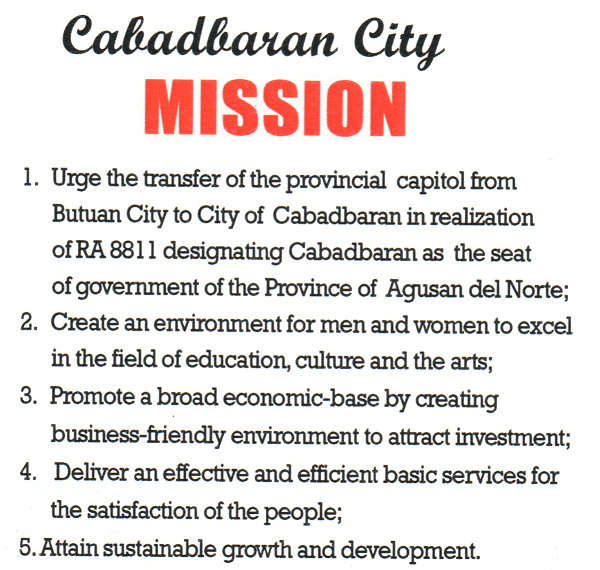 Cabadbaran City
MISSION
1. Urge the transfer of the provincial capitol from
Butuan City to City of Cabadbaran in realization
of RA 8811 designating Cabadbaran as the seat
of government of the Province of Agusan del Norte;
2. Create an environment for men and women to excel
in the field of education, culture and the arts;
3. Promote a broad economic-base by creating
business-friendly environment to attract investment;
4. Deliver an effective and efficient basic services for
the satisfaction of the people;
5. Attain sustainable growth and development.